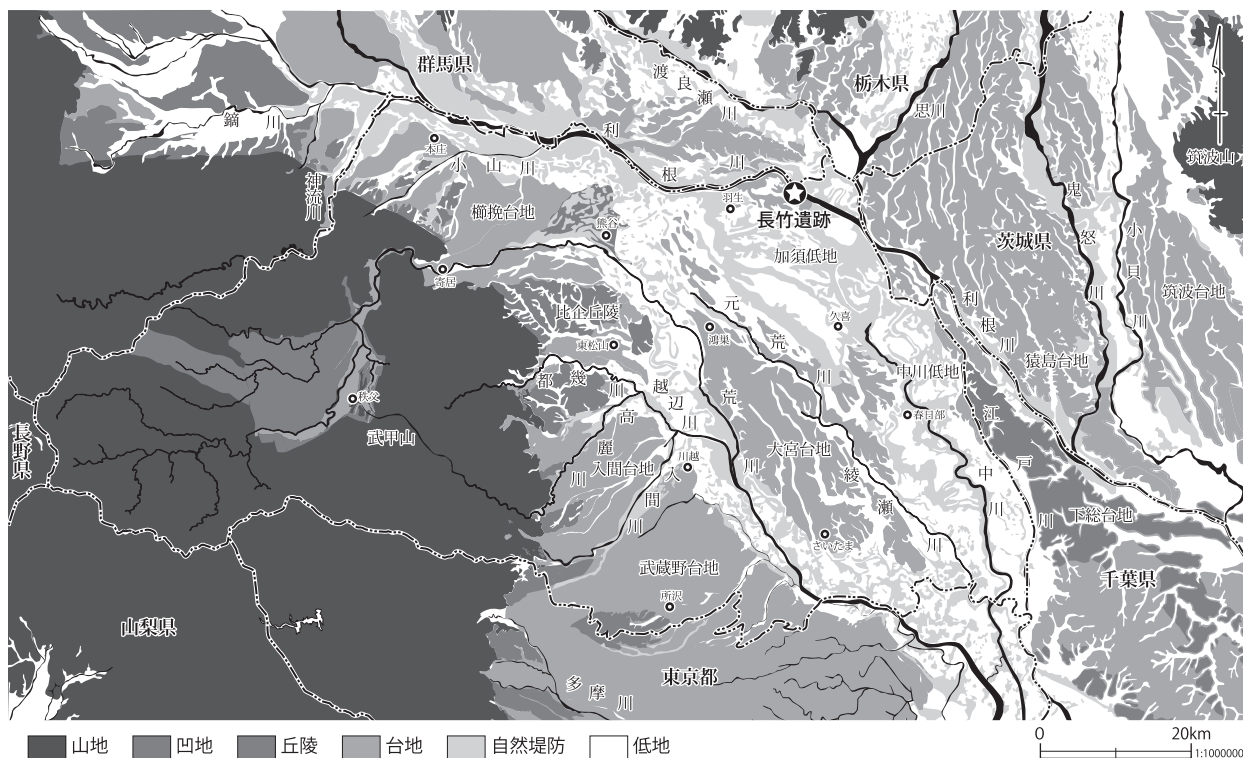 群馬県
栃木県
渡良瀬川
思川
鏑川
利根川
筑波山
本庄
小山川
神流川
櫛挽台地
羽生
長竹遺跡
鬼怒川
小貝川
茨城県
熊谷
加須低地
寄居
筑波台地
元荒川
利根川
比企丘陵
鴻巣
久喜
東松山
猿島台地
中川低地
都幾川
越辺川
荒川
江戸川
秩父
高麗川
春日部
武甲山
長野県
大宮台地
入間台地
川越
入間川
綾瀬川
中川
下総台地
さいたま
武蔵野台地
千葉県
所沢
山梨県
東京都
多摩川
山地 凹地 丘陵 台地 自然堤防 低地
0 20km
1:1000000